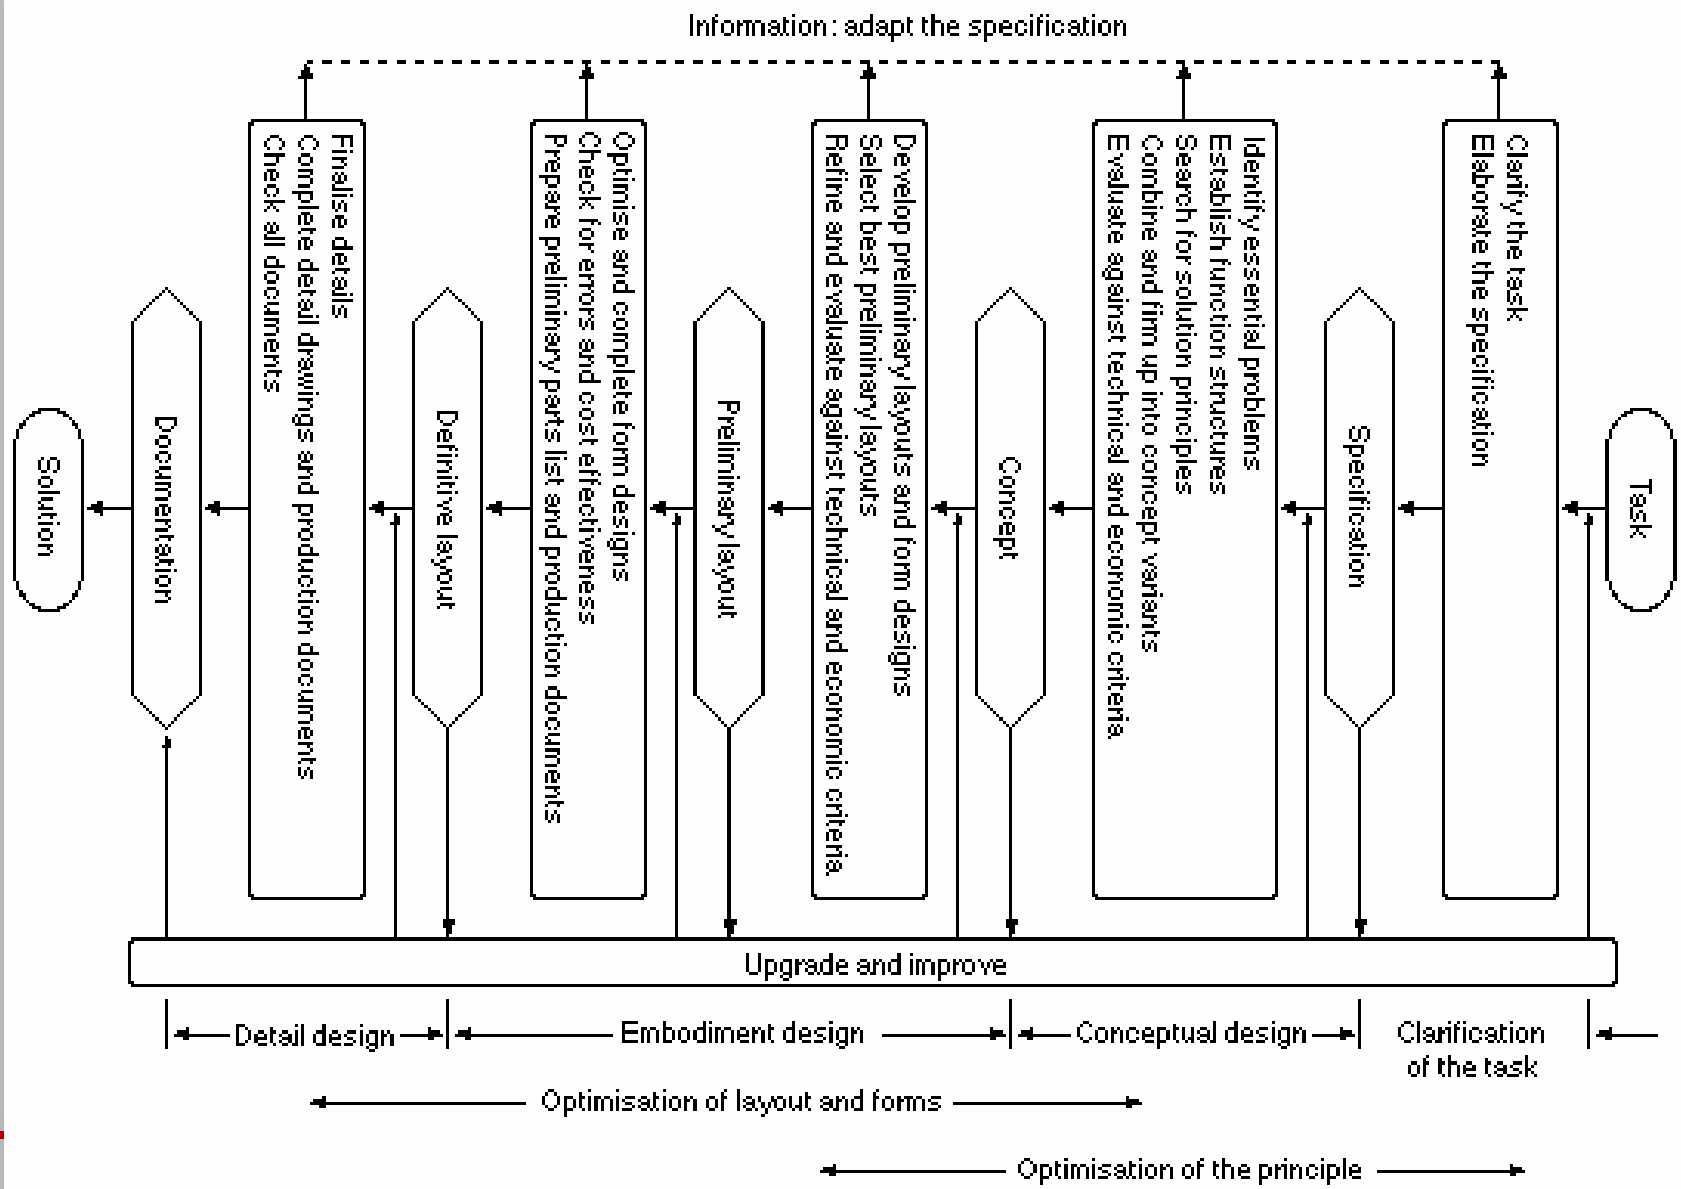 Information: adapt the specification
Task
Clarify the task
Elaborate the specification
Specification
Identify essential problems
Establish function structures
Search for solution principles
Combine and firm up into concept variants
Evaluate against technical and economic criteria
Concept
Develop preliminary layouts and form designs
Select best preliminary layouts
Refine and evaluate against technical and economic criteria
Preliminary layout
Optimise and complete form designs
Check for errors and cost effectiveness
Prepare preliminary parts list and production documents
Definitive layout
Finalise details
Complete detail drawings and production documents
Check all documents
Documentation
Solution
Upgrade and improve
Detail design
Embodiment design
Conceptual design
Clarification
of the task
Optimisation of layout and forms
Optimisation of the principle